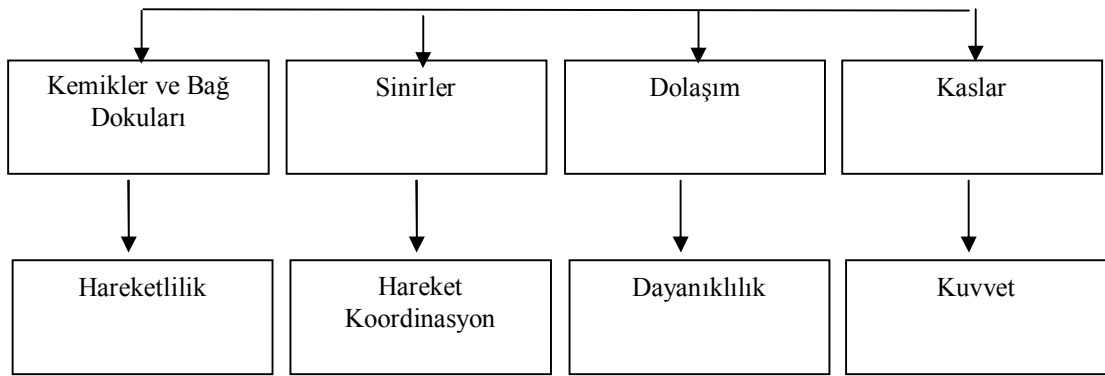 Kemikler ve Bağ
Dokuları
Sinirler
Dolaşım
Kaslar
Hareketlilik
Hareket
Koordinasyon
Dayanıklılık
Kuvvet